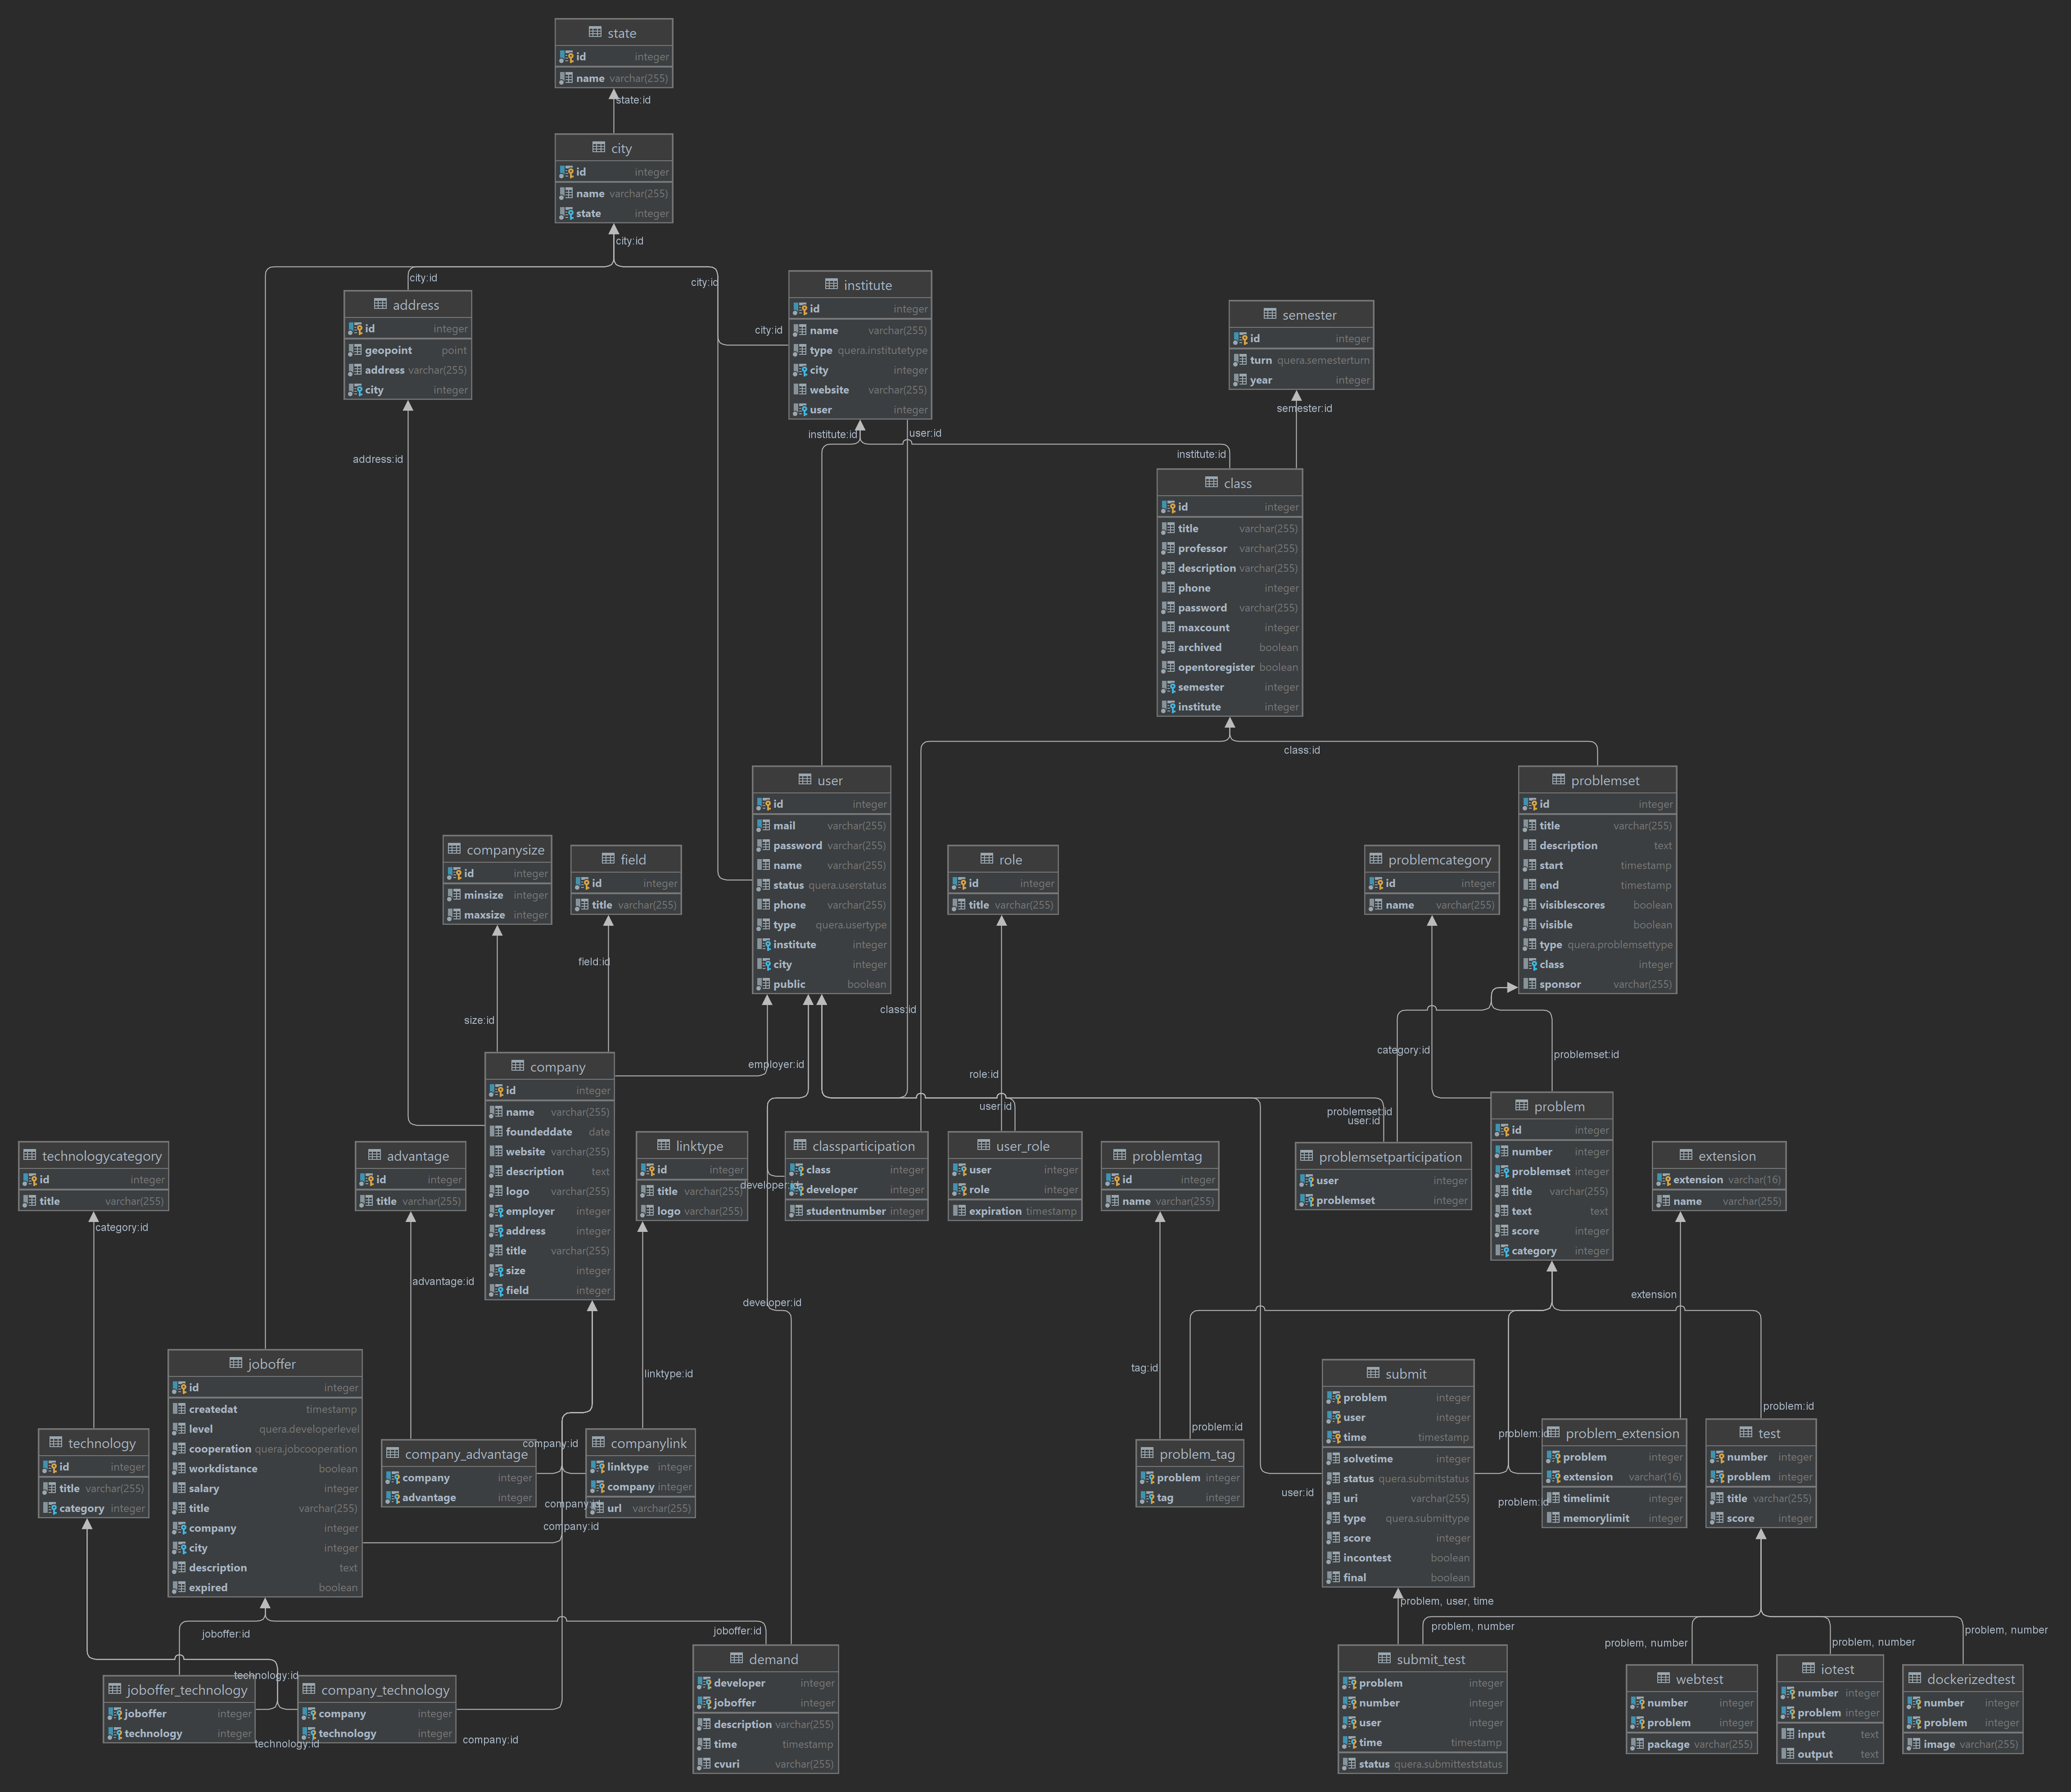 state
id integer
name varchar(255)
state:id
city
id integer
name varchar(255)
state integer
city:id
city:id
city:id
city:id
address
id integer
geopoint point
address varchar(255)
city integer
address:id
institute
id integer
name varchar(255)
type quera.institutetype
city integer
website varchar(255)
user integer
institute:id
user:id
institute:id
semester
id integer
turn quera.semesterturn
year integer
semester:id
class
id integer
title varchar(255)
professor varchar(255)
description varchar(255)
phone integer
password varchar(255)
maxcount integer
archived boolean
opentoregister boolean
semester integer
institute integer
class:id
class:id
user
id integer
mail varchar(255)
password varchar(255)
name varchar(255)
status quera.userstatus
phone varchar(255)
type quera.usertype
institute integer
city integer
public boolean
problemset
id integer
title varchar(255)
description text
start timestamp
end timestamp
visiblescores boolean
visible boolean
type quera.problemsettype
class integer
sponsor varchar(255)
companysize
id integer
minsize integer
maxsize integer
size:id
field
id integer
title varchar(255)
field:id
role
id integer
title varchar(255)
role:id
problemcategory
id integer
name varchar(255)
category:id
problemset:id
employer:id
user:id
problemset:id
user:id
company
id integer
name varchar(255)
foundeddate date
website varchar(255)
description text
logo varchar(255)
employer integer
address integer
title varchar(255)
size integer
field integer
problem
id integer
number integer
problemset integer
title varchar(255)
text text
score integer
category integer
technologycategory
id integer
title varchar(255)
category:id
advantage
id integer
title varchar(255)
advantage:id
linktype
id integer
title varchar(255)
logo varchar(255)
linktype:id
classparticipation
class integer
developer integer
studentnumber integer
developer:id
developer:id
user_role
user integer
role integer
expiration timestamp
problemtag
id integer
name varchar(255)
tag:id
problemsetparticipation
user integer
problemset integer
extension
extension varchar(16)
name varchar(255)
extension
joboffer
id integer
createdat timestamp
level quera.developerlevel
cooperation quera.jobcooperation
workdistance boolean
salary integer
title varchar(255)
company integer
city integer
description text
expired boolean
technology
id integer
title varchar(255)
category integer
company_advantage
company integer
advantage integer
company:id
company:id
company:id
companylink
linktype integer
company integer
url varchar(255)
problem:id
problem_tag
problem integer
tag integer
submit
problem integer
user integer
time timestamp
solvetime integer
status quera.submitstatus
uri varchar(255)
type quera.submittype
score integer
incontest boolean
final boolean
user:id
problem:id
problem:id
problem_extension
problem integer
extension varchar(16)
timelimit integer
memorylimit integer
problem:id
test
number integer
problem integer
title varchar(255)
score integer
problem, user, time
problem, number
problem, number
problem, number
problem, number
joboffer:id
joboffer:id
joboffer_technology
joboffer integer
technology integer
technology:id
technology:id
company_technology
company integer
technology integer
company:id
demand
developer integer
joboffer integer
description varchar(255)
time timestamp
cvuri varchar(255)
submit_test
problem integer
number integer
user integer
time timestamp
status quera.submitteststatus
webtest
number integer
problem integer
package varchar(255)
iotest
number integer
problem integer
input text
output text
dockerizedtest
number integer
problem integer
image varchar(255)